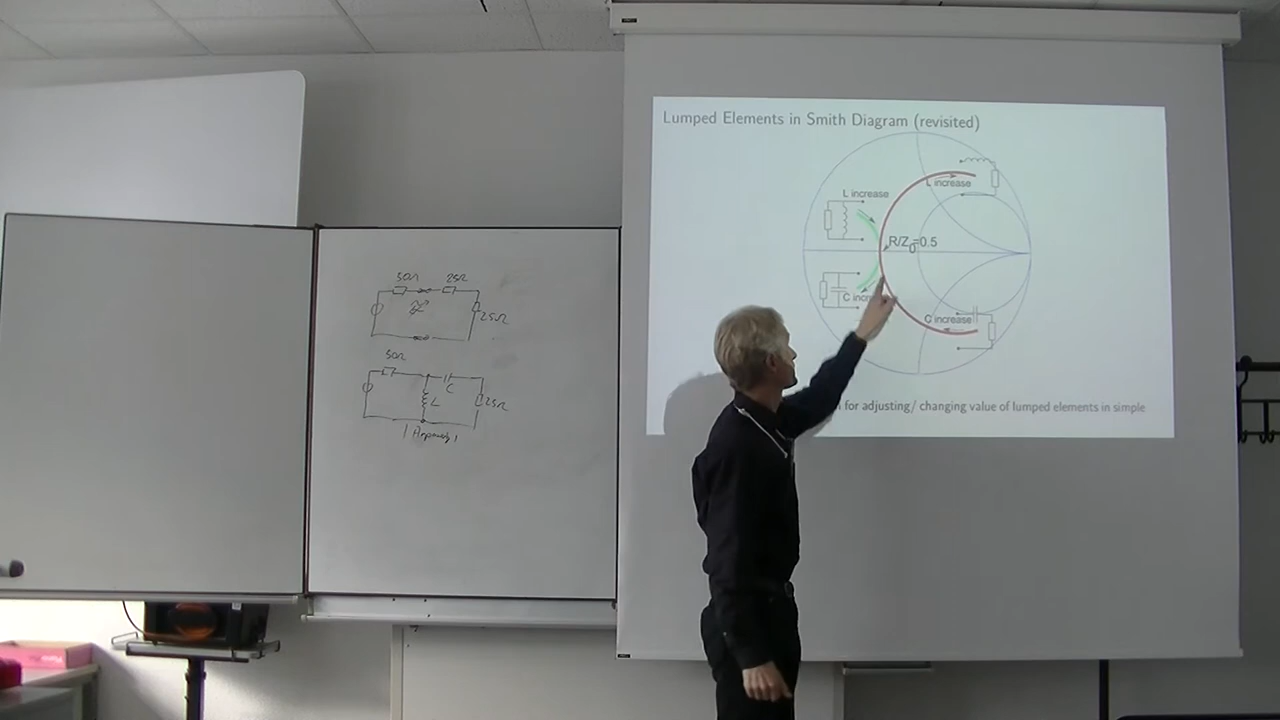 Lumped Elements in Smith Diagram (revisited)
L increase
L increase
R/Z0=0.5
C incre
C increase
for adjusting/ changing value of lumped elements in simple
50Ω 25Ω
25Ω
50Ω
C
L 25Ω